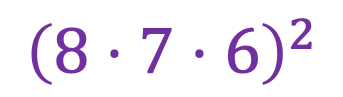 (8 · 7 · 6)²